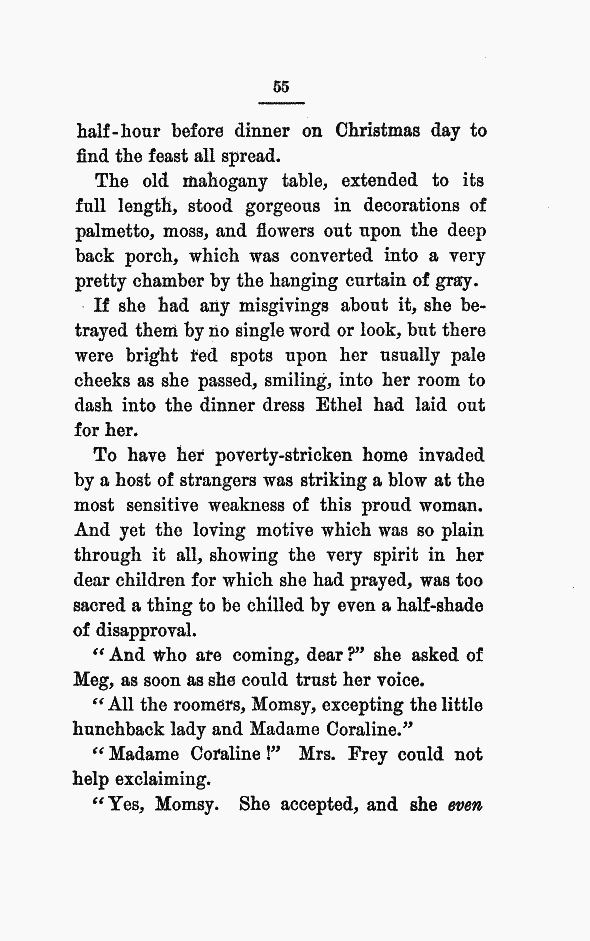 55
half-hour before dinner on Christmas day to
find the feast all spread.
The old mahogany table, extended to its
full length, stood gorgeous in decorations of
palmetto, moss, and flowers out upon the deep
back porch, which was converted into a very
pretty chamber by the hanging curtain of gray.
If she had any misgivings about it, she be-
trayed them by no single word or look, but there
were bright red spots upon her usually pale
cheeks as she passed, smiling, into her room to
dash into the dinner dress Ethel had laid out
for her.
To have her poverty-stricken home invaded
by a host of strangers was striking a blow at the
most sensitive weakness of this proud woman.
And yet the loving motive which was so plain
through it all, showing the very spirit in her
dear children for which she had prayed, was too
sacred a thing to be chilled by even a half-shade
of disapproval.
“And who are coming, dear?” she asked of
Meg, as soon as she could trust her voice.
“All the roomers, Momsy, excepting the little
hunchback lady and Madame Coraline.”
“Madame Coraline!” Mrs. Frey could not
help exclaiming.
“Yes, Momsy. She accepted, and she even